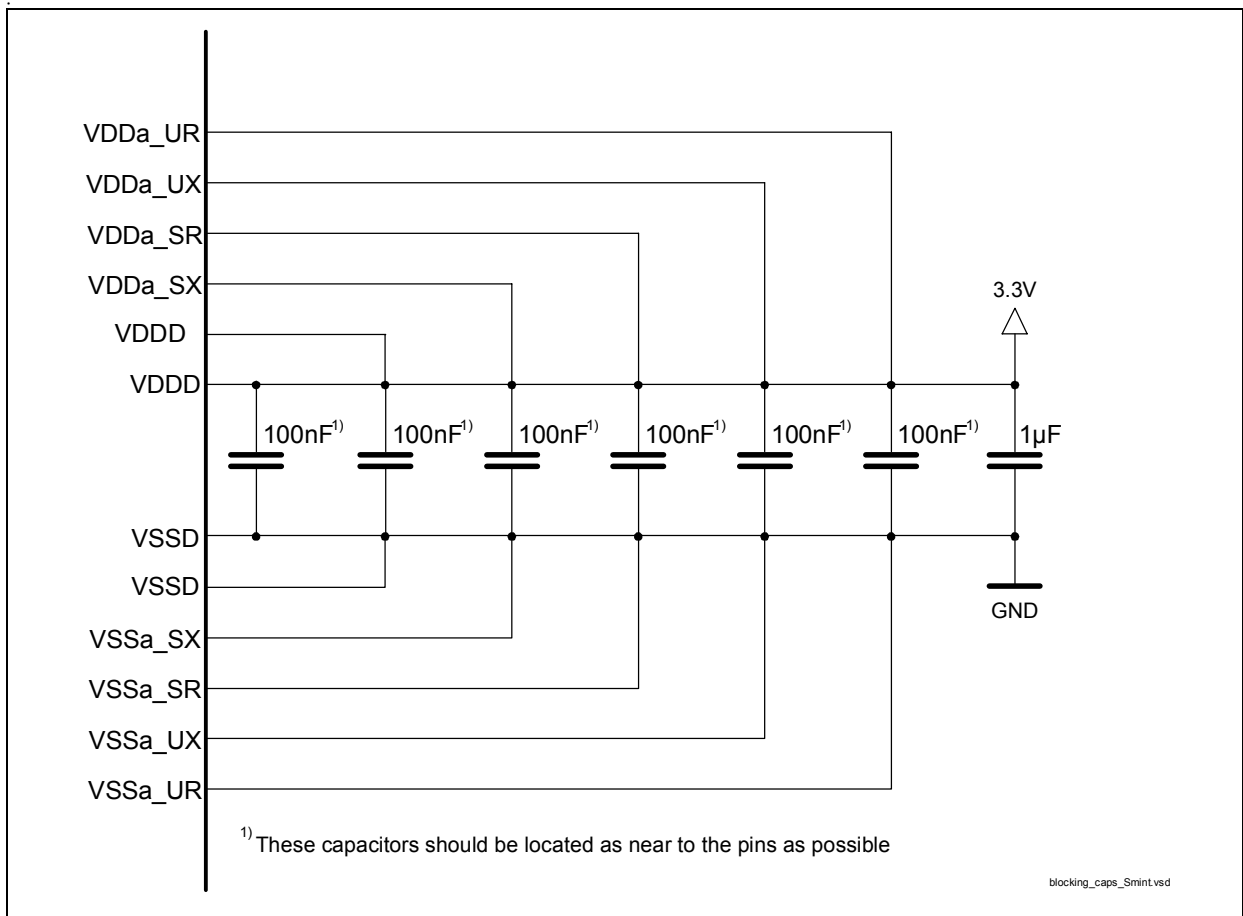 .
VDDa_UR
VDDa_UX
VDDa_SR
VDDa_SX
3.3V
VDDD
VDDD
100nF1) 100nF1) 100nF1) 100nF1) 100nF1) 100nF1) 1µF
VSSD
VSSD
GND
VSSa_SX
VSSa_SR
VSSa_UX
VSSa_UR
1) These capacitors should be located as near to the pins as possible
blocking_caps_Smint.vsd